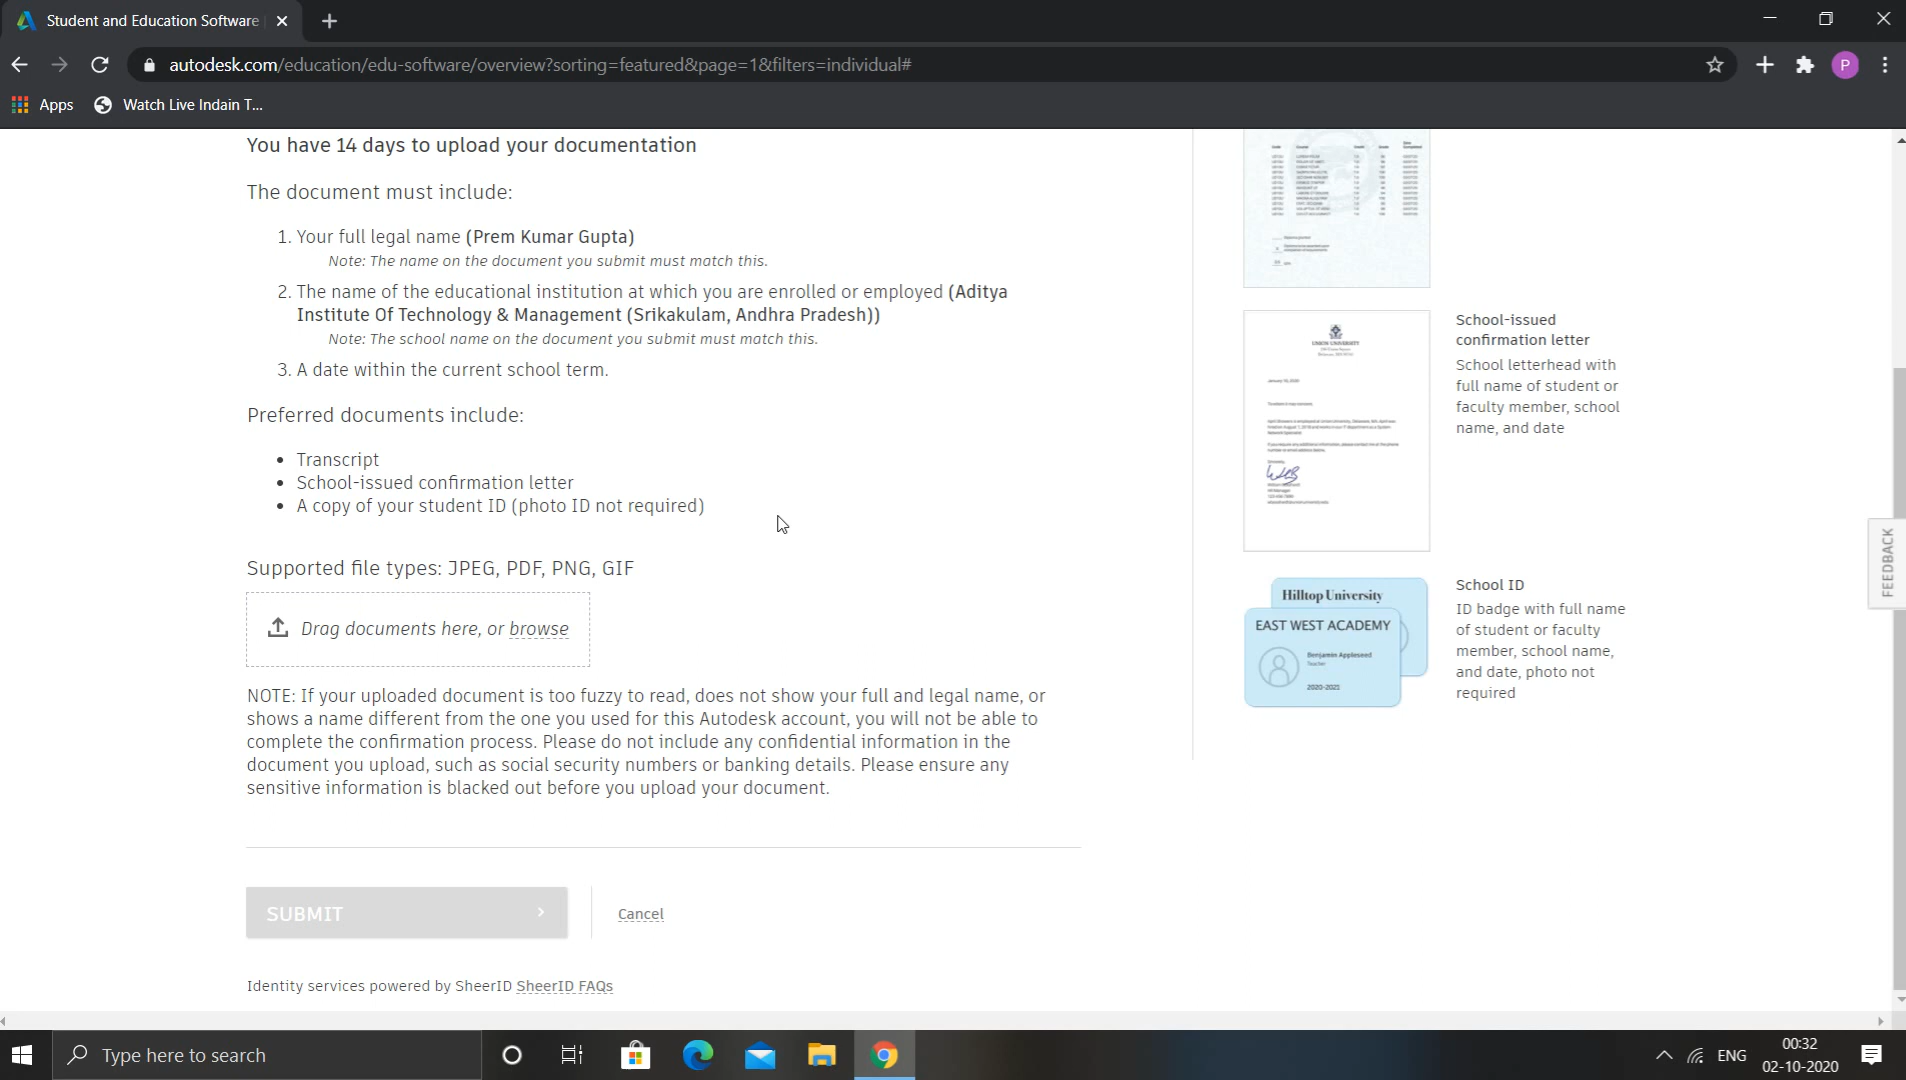 Student and Education Software
autodesk.com/education/edu-software/overview?sorting=featured&page=1&filters=individual#
P
Apps
Watch Live Indain T...
You have 14 days to upload your documentation
The document must include:
1. Your full legal name (Prem Kumar Gupta)
Note: The name on the document you submit must match this.
2. The name of the educational institution at which you are enrolled or employed (Aditya
Institute Of Technology & Management (Srikakulam, Andhra Pradesh))
Note: The school name on the document you submit must match this.
3. A date within the current school term.
Preferred documents include:
• Transcript
• School-issued confirmation letter
• A copy of your student ID (photo ID not required)
Supported file types: JPEG, PDF, PNG, GIF
Drag documents here, or browse
NOTE: If your uploaded document is too fuzzy to read, does not show your full and legal name, or
shows a name different from the one you used for this Autodesk account, you will not be able to
complete the confirmation process. Please do not include any confidential information in the
document you upload, such as social security numbers or banking details. Please ensure any
sensitive information is blacked out before you upload your document.
SUBMIT
Cancel
Identity services powered by SheerID SheerID FAQs
UNION UNIVERSITY
January 10, 2020
School-issued
confirmation letter
School letterhead with
full name of student or
faculty member, school
name, and date
Hilltop University
EAST WEST ACADEMY
Benjamin Appleseed
Teacher
2020-2021
School ID
ID badge with full name
of student or faculty
member, school name,
and date, photo not
required
FEEDBACK
Type here to search
ENG
00:32
02-10-2020